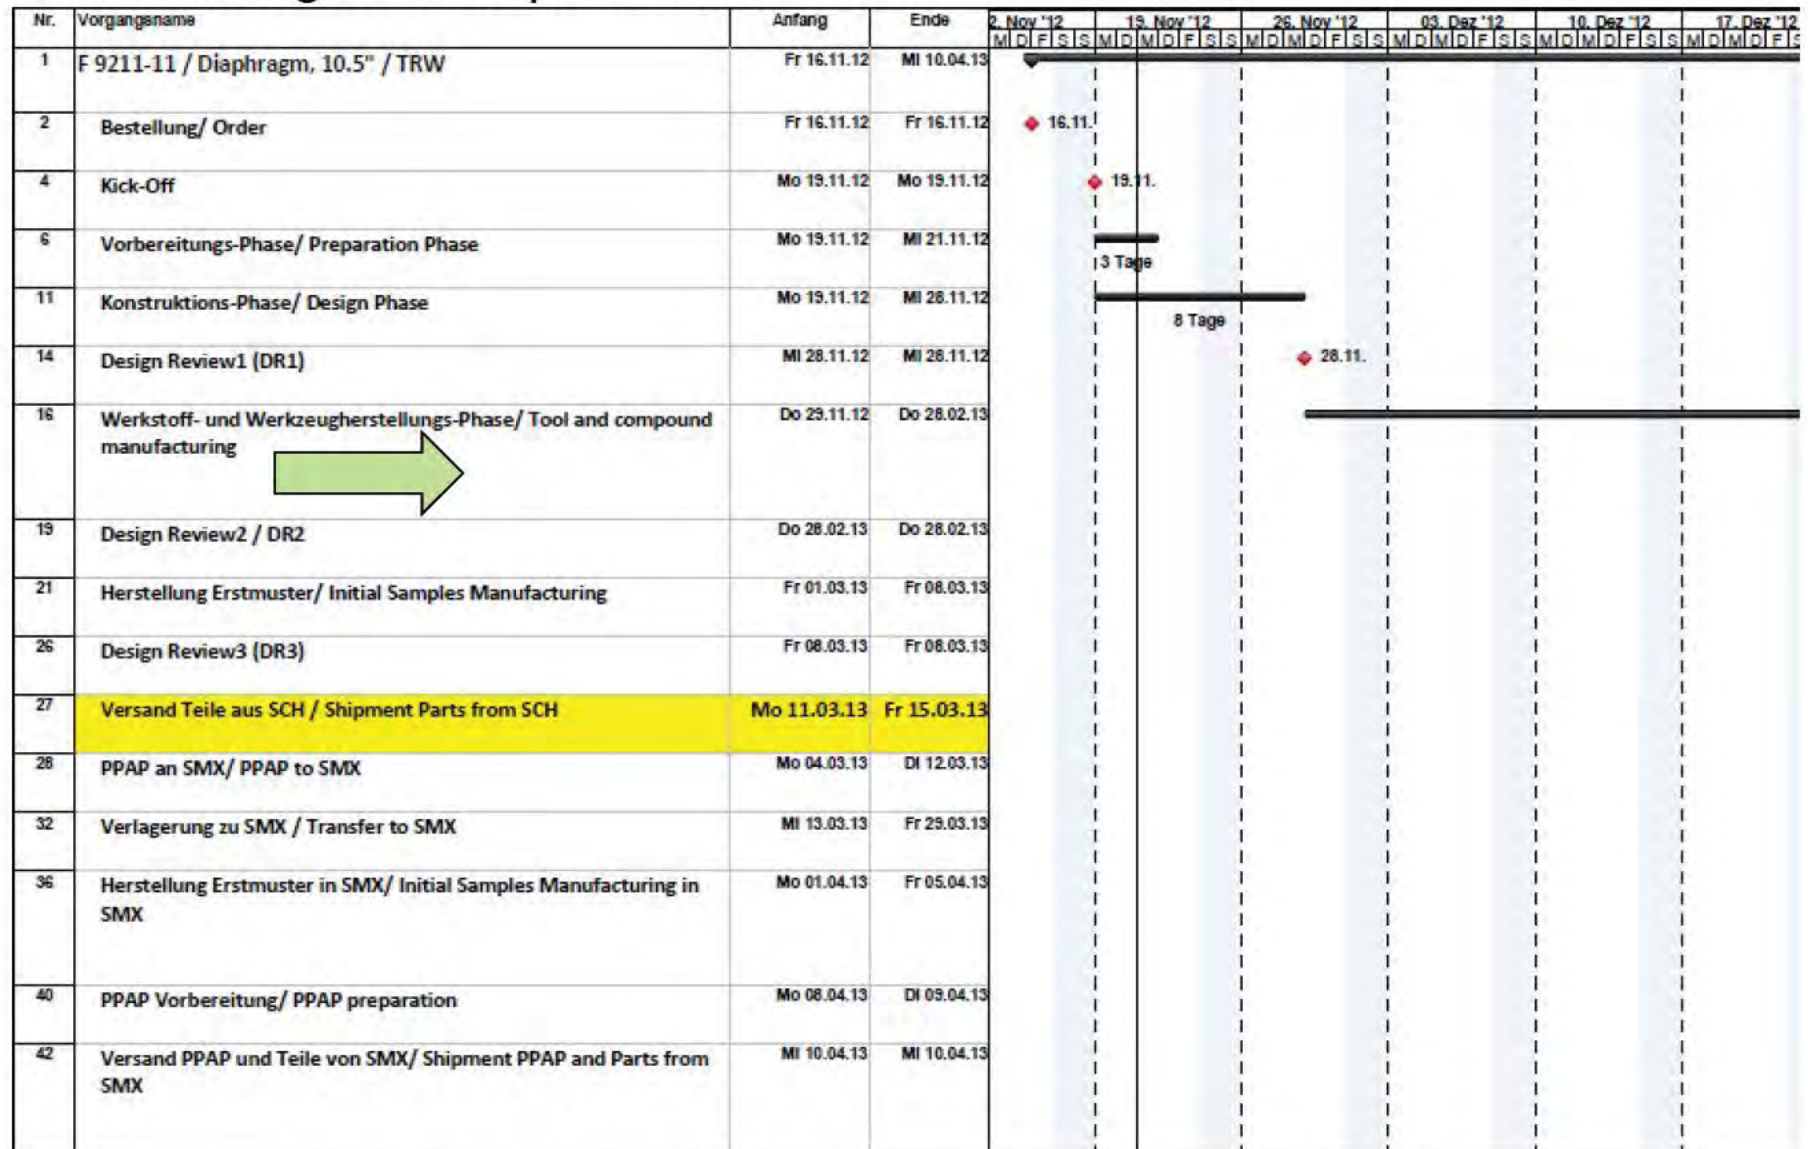 Nr. Vorgangsname Anfang Ende 2. Nov '12 19. Nov '12 26. Nov '12 03. Dez '12 10. Dez '12 17. Dez '12
M D F S S M D M D F S S M D M D F S S M D M D F S S M D M D F S S M D M D F S
1 F 9211-11 / Diaphragm, 10.5" / TRW Fr 16.11.12 Mi 10.04.13
2 Bestellung/ Order Fr 16.11.12 Fr 16.11.12 16.11.
4 Kick-Off Mo 19.11.12 Mo 19.11.12 19.11.
6 Vorbereitungs-Phase/ Preparation Phase Mo 19.11.12 Mi 21.11.12
3 Tage
11 Konstruktions-Phase/ Design Phase Mo 19.11.12 Mi 28.11.12
8 Tage
14 Design Review1 (DR1) Mi 28.11.12 Mi 28.11.12 28.11.
16 Werkstoff- und Werkzeugherstellungs-Phase/ Tool and compound Do 29.11.12 Do 28.02.13
manufacturing
19 Design Review2 / DR2 Do 28.02.13 Do 28.02.13
21 Herstellung Erstmuster/ Initial Samples Manufacturing Fr 01.03.13 Fr 08.03.13
26 Design Review3 (DR3) Fr 08.03.13 Fr 08.03.13
27 Versand Teile aus SCH / Shipment Parts from SCH Mo 11.03.13 Fr 15.03.13
28 PPAP an SMX/ PPAP to SMX Mo 04.03.13 Di 12.03.13
32 Verlagerung zu SMX / Transfer to SMX Mi 13.03.13 Fr 29.03.13
36 Herstellung Erstmuster in SMX/ Initial Samples Manufacturing in Mo 01.04.13 Fr 05.04.13
SMX
40 PPAP Vorbereitung/ PPAP preparation Mo 08.04.13 Di 09.04.13
42 Versand PPAP und Teile von SMX/ Shipment PPAP and Parts from Mi 10.04.13 Mi 10.04.13
SMX